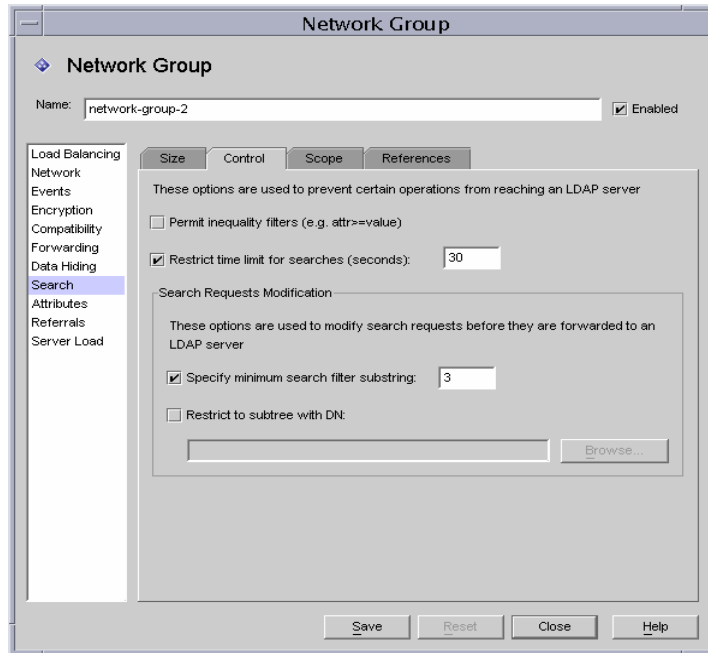 Network Group
Network Group
Name: network-group-2 Enabled
Load Balancing
Network
Events
Encryption
Compatibility
Forwarding
Data Hiding
Search
Attributes
Referrals
Server Load
Size Control Scope References
These options are used to prevent certain operations from reaching an LDAP server
Permit inequality filters (e.g. attr>=value)
Restrict time limit for searches (seconds): 30
Search Requests Modification
These options are used to modify search requests before they are forwarded to an
LDAP server
Specify minimum search filter substring: 3
Restrict to subtree with DN:
Browse...
Save Reset Close Help